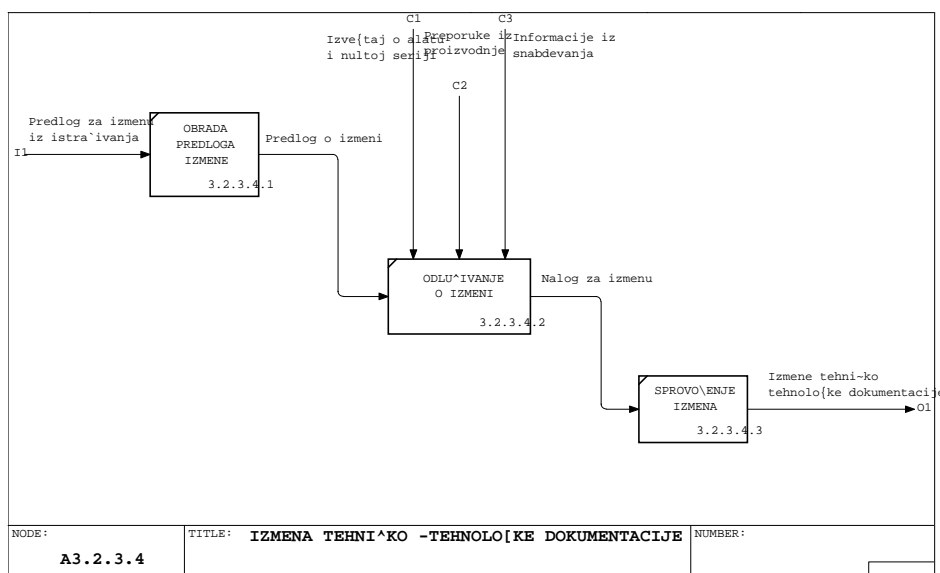 C1
C3
Izve{taj o alatu
i nultoj seriji
Preporuke iz
proizvodnje
Informacije iz
snabdevanja
C2
Predlog za izmenu
iz istra`ivanja
I1
OBRADA
PREDLOGA
IZMENE
3.2.3.4.1
Predlog o izmeni
ODLU^IVANJE
O IZMENI
3.2.3.4.2
Nalog za izmenu
SPROVO\ENJE
IZMENA
3.2.3.4.3
Izmene tehni~ko
tehnolo{ke dokumentacije
O1
NODE:
A3.2.3.4
TITLE:
IZMENA TEHNI^KO -TEHNOLO[KE DOKUMENTACIJE
NUMBER: